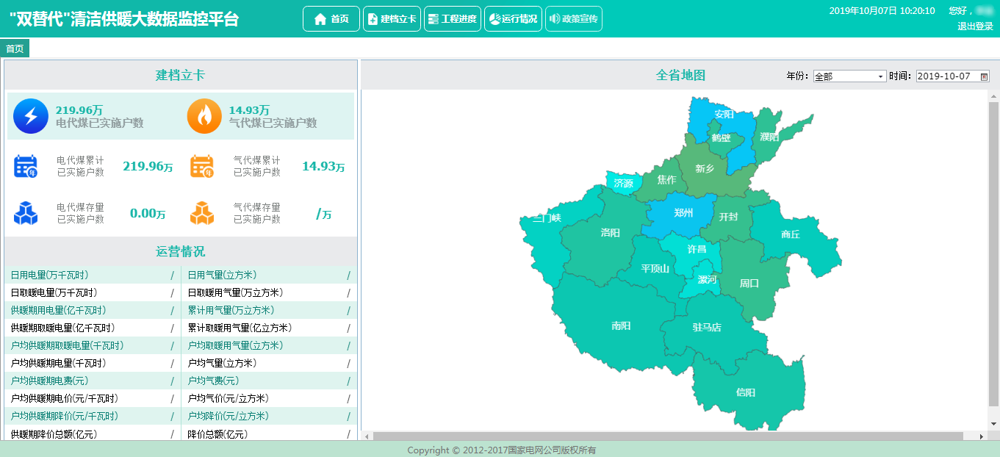 "双替代"清洁供暖大数据监控平台
首页
建档立卡
工程进度
运行情况
政策宣传
2019年10月07日 10:20:10 您好，
退出登录
首页
建档立卡
219.96万
电代煤已实施户数
14.93万
气代煤已实施户数
年
电代煤累计
已实施户数
219.96万
年
气代煤累计
已实施户数
14.93万
电代煤存量
已实施户数
0.00万
气代煤存量
已实施户数
/万
运营情况
日用电量(万千瓦时) / 日用气量(立方米) /
日取暖电量(万千瓦时) / 日取暖用气量(万立方米) /
供暖期用电量(亿千瓦时) / 累计用气量(万立方米) /
供暖期取暖电量(亿千瓦时) / 累计取暖用气量(亿立方米) /
户均供暖期取暖电量(千瓦时) / 户均取暖用气量(立方米) /
户均供暖期电量(千瓦时) / 户均气量(立方米) /
户均供暖期电费(元) / 户均气费(元) /
户均供暖期电价(元/千瓦时) / 户均气价(元/立方米) /
户均供暖期降价(元/千瓦时) / 户均降价(元/立方米) /
供暖期降价总额(亿元) / 降价总额(亿元) /
全省地图
年份: 全部 时间: 2019-10-07
安阳
鹤壁
濮阳
新乡
焦作
济源
郑州
开封
三门峡
洛阳
商丘
许昌
平顶山
漯河
周口
南阳
驻马店
信阳
Copyright © 2012-2017国家电网公司版权所有